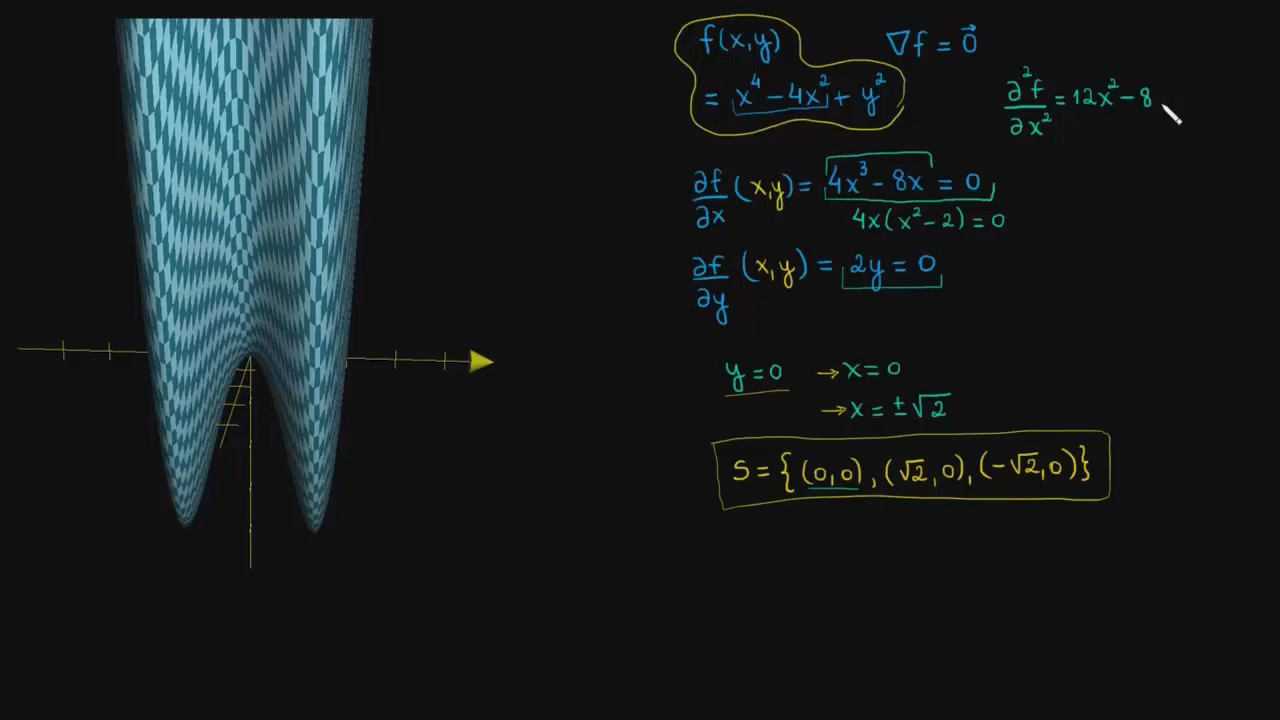 f(x,y)
= x⁴ − 4x² + y²
∇f = 0⃗
∂²f/∂x² = 12x² − 8
∂f/∂x (x,y) = 4x³ − 8x = 0
4x(x² − 2) = 0
∂f/∂y (x,y) = 2y = 0
y = 0 → x = 0
→ x = ±√2
S = {(0,0), (√2,0), (−√2,0)}